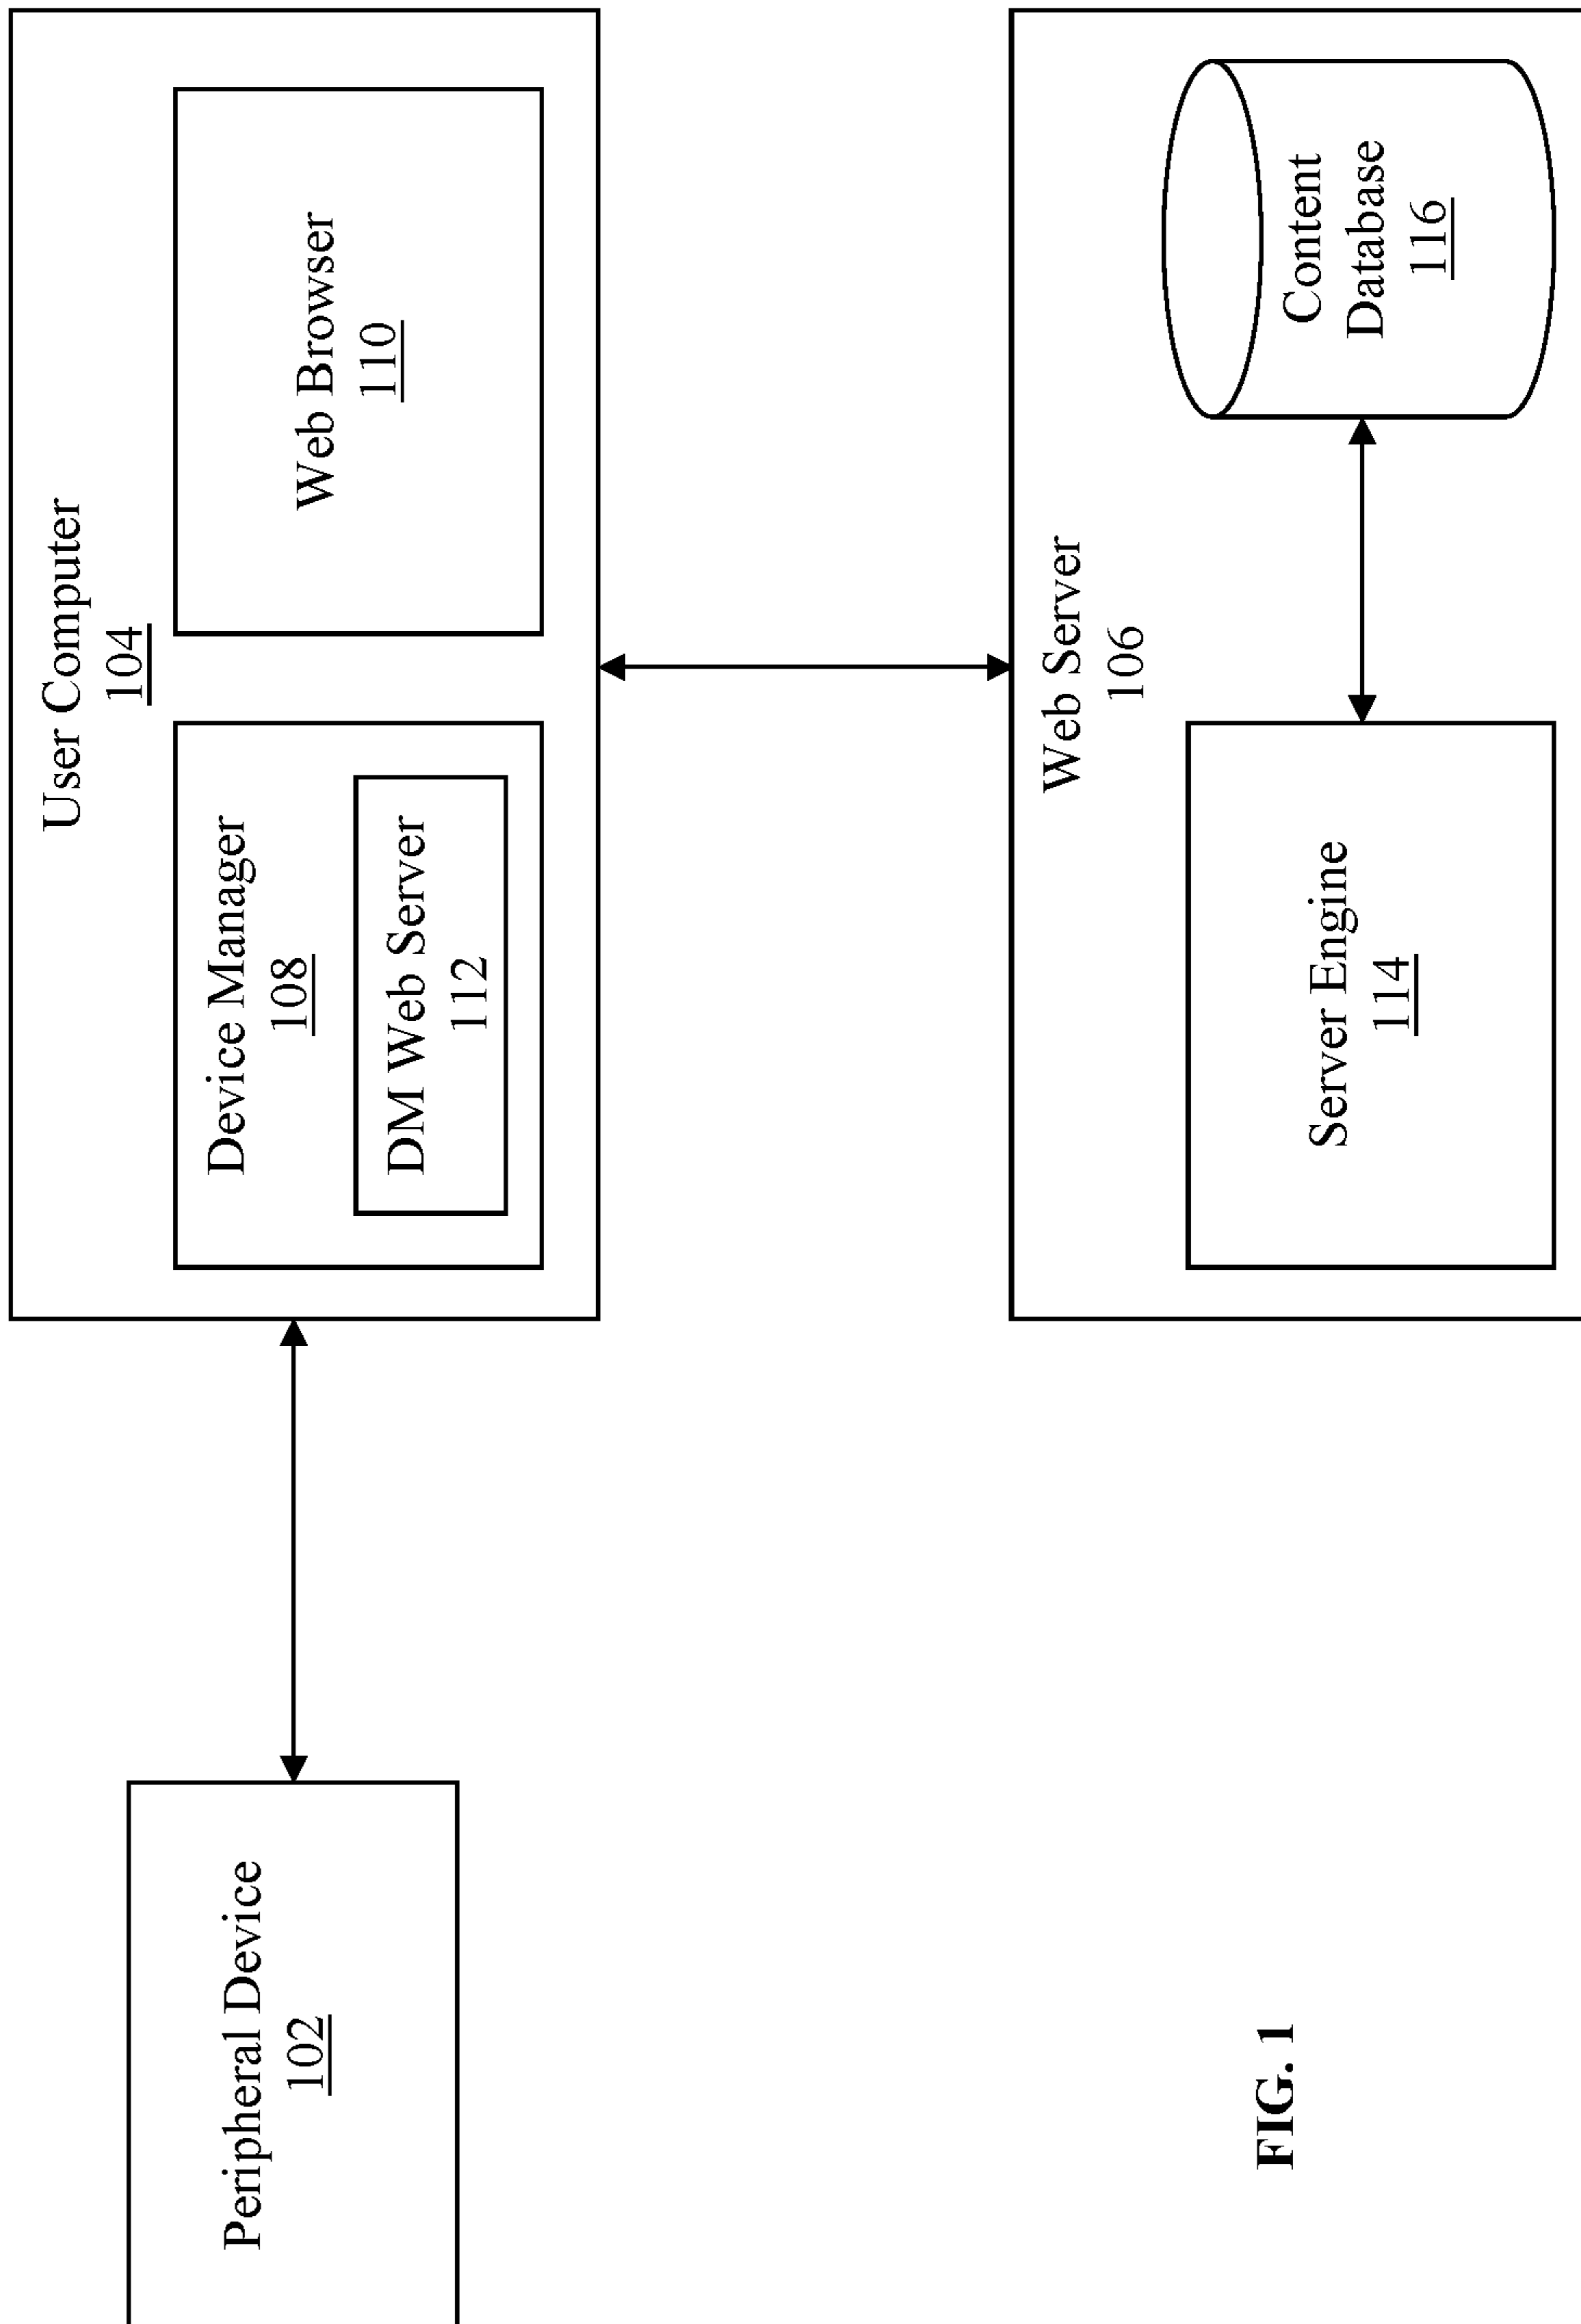 Peripheral Device
102
User Computer
104
Device Manager
108
DM Web Server
112
Web Browser
110
Web Server
106
Server Engine
114
Content
Database
116
FIG. 1